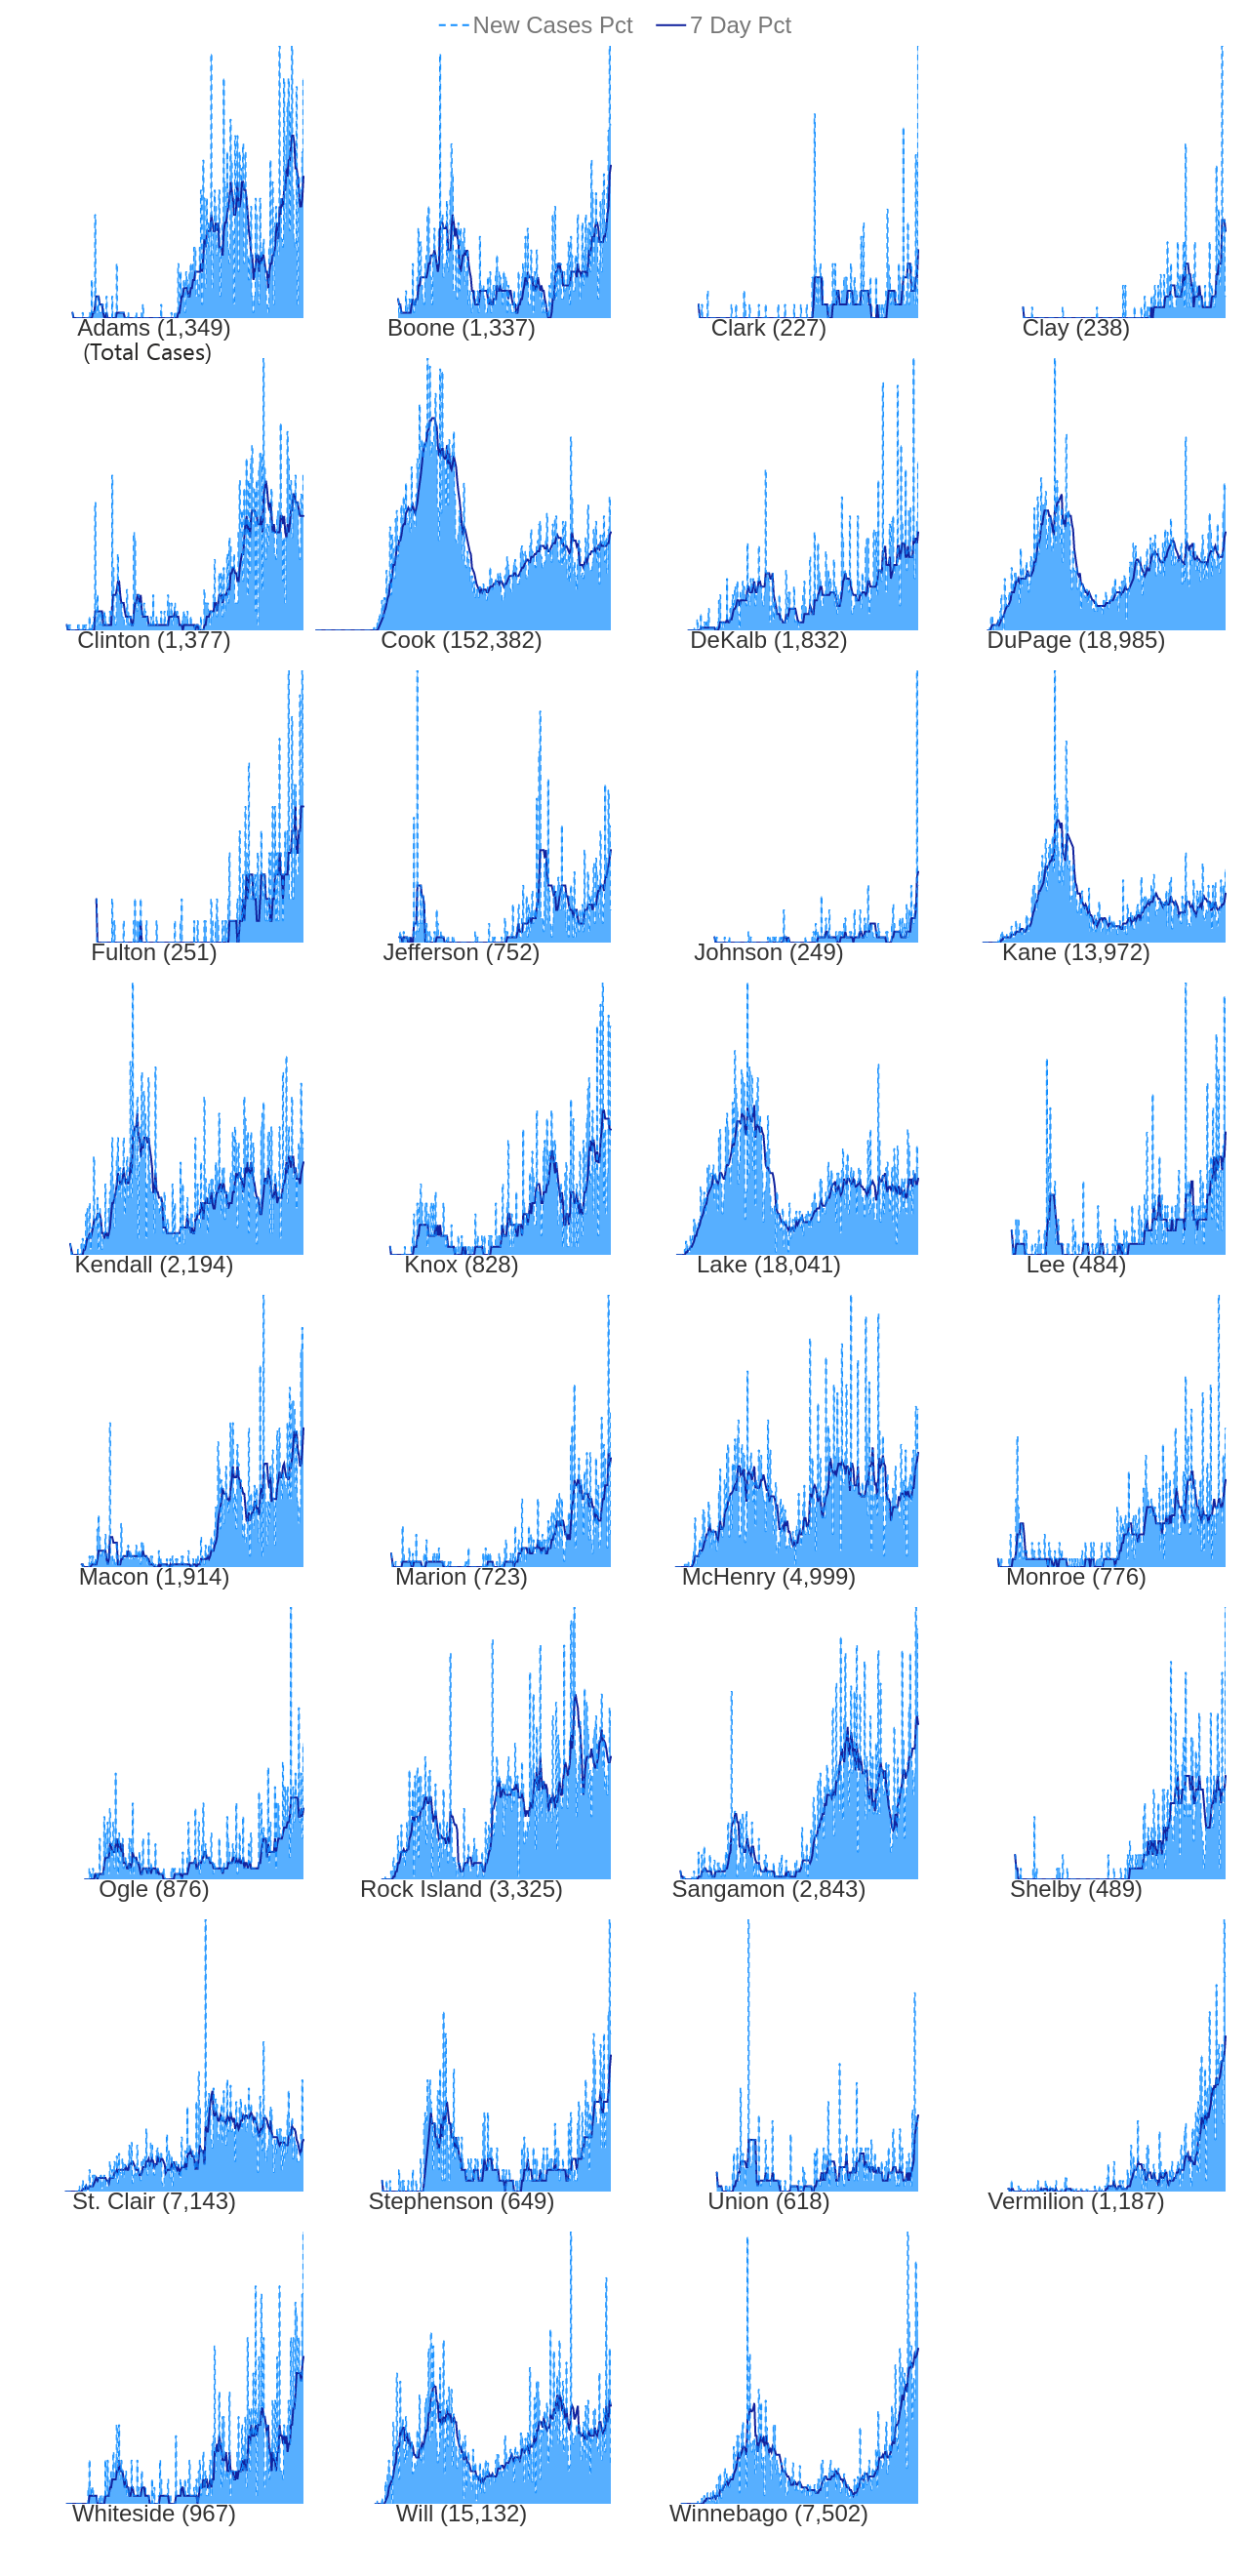 New Cases Pct 7 Day Pct
Adams (1,349) Boone (1,337) Clark (227) Clay (238)
(Total Cases)
Clinton (1,377) Cook (152,382) DeKalb (1,832) DuPage (18,985)
Fulton (251) Jefferson (752) Johnson (249) Kane (13,972)
Kendall (2,194) Knox (828) Lake (18,041) Lee (484)
Macon (1,914) Marion (723) McHenry (4,999) Monroe (776)
Ogle (876) Rock Island (3,325) Sangamon (2,843) Shelby (489)
St. Clair (7,143) Stephenson (649) Union (618) Vermilion (1,187)
Whiteside (967) Will (15,132) Winnebago (7,502)